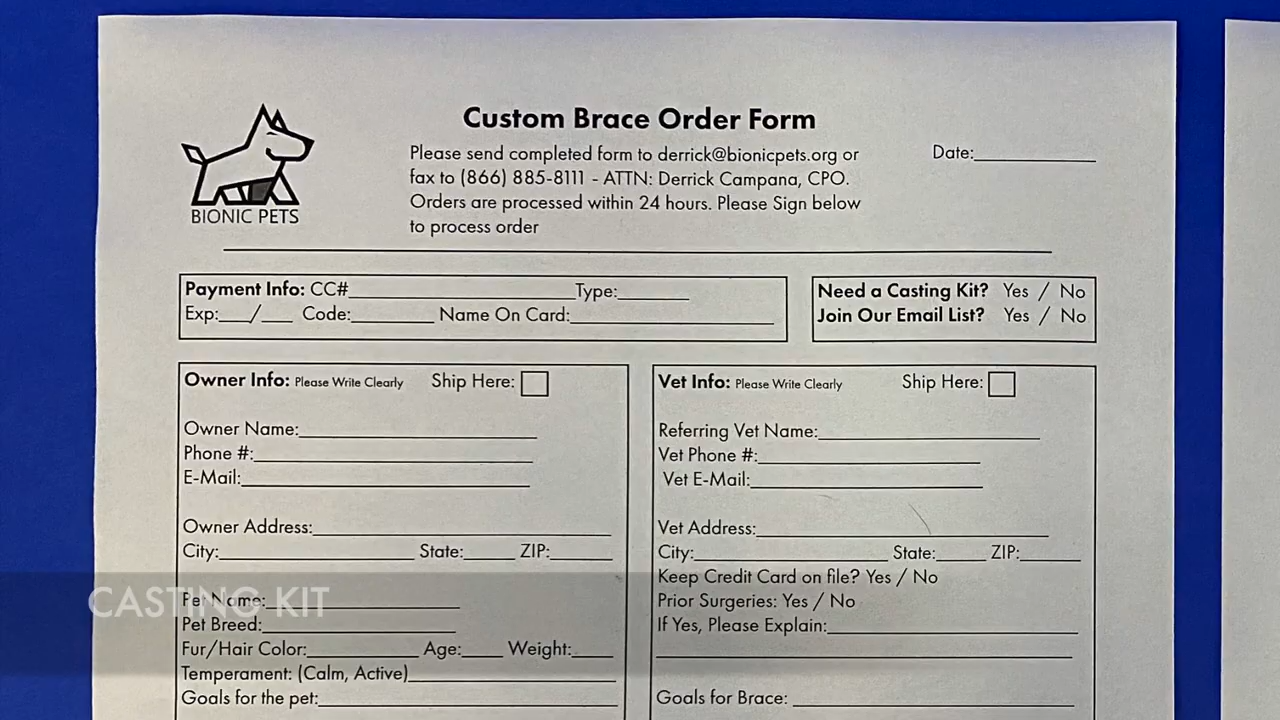 Custom Brace Order Form
Please send completed form to derrick@bionicpets.org or
fax to (866) 885-8111 - ATTN: Derrick Campana, CPO.
Orders are processed within 24 hours. Please Sign below
to process order
Date:
BIONIC PETS
Payment Info: CC# Type:
Exp: / Code: Name On Card:
Need a Casting Kit? Yes / No
Join Our Email List? Yes / No
Owner Info: Please Write Clearly Ship Here:
Owner Name:
Phone #:
E-Mail:
Owner Address:
City: State: ZIP:
Pet Name:
Pet Breed:
Fur/Hair Color: Age: Weight:
Temperament: (Calm, Active)
Goals for the pet:
Vet Info: Please Write Clearly Ship Here:
Referring Vet Name:
Vet Phone #:
Vet E-Mail:
Vet Address:
City: State: ZIP:
Keep Credit Card on file? Yes / No
Prior Surgeries: Yes / No
If Yes, Please Explain:
Goals for Brace:
CASTING KIT